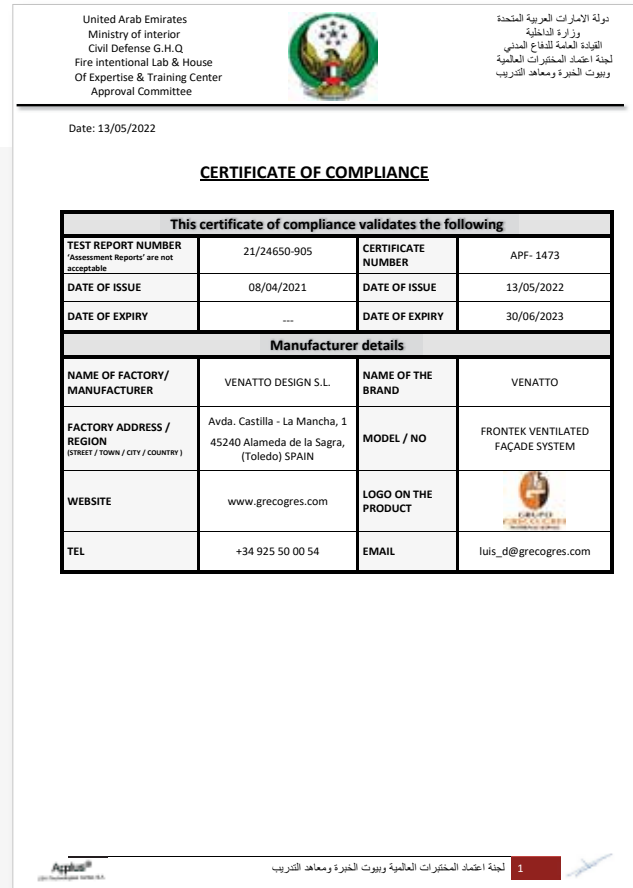 United Arab Emirates
Ministry of interior
Civil Defense G.H.Q
Fire intentional Lab & House
Of Expertise & Training Center
Approval Committee
دولة الامارات العربية المتحدة
وزارة الداخلية
القيادة العامة للدفاع المدني
لجنة اعتماد المختبرات العالمية
وبيوت الخبرة ومعاهد التدريب
Date: 13/05/2022
CERTIFICATE OF COMPLIANCE
This certificate of compliance validates the following
TEST REPORT NUMBER
'Assessment Reports' are not
acceptable
21/24650-905
CERTIFICATE
NUMBER
APF- 1473
DATE OF ISSUE
08/04/2021
DATE OF ISSUE
13/05/2022
DATE OF EXPIRY
---
DATE OF EXPIRY
30/06/2023
Manufacturer details
NAME OF FACTORY/
MANUFACTURER
VENATTO DESIGN S.L.
NAME OF THE
BRAND
VENATTO
FACTORY ADDRESS /
REGION
(STREET / TOWN / CITY / COUNTRY )
Avda. Castilla - La Mancha, 1
45240 Alameda de la Sagra,
(Toledo) SPAIN
MODEL / NO
FRONTEK VENTILATED
FAÇADE SYSTEM
WEBSITE
www.grecogres.com
LOGO ON THE
PRODUCT
GRUPO
GRECOGRES
TEL
+34 925 50 00 54
EMAIL
luis_d@grecogres.com
Applus⊕
لجنة اعتماد المختبرات العالمية وبيوت الخبرة ومعاهد التدريب
1